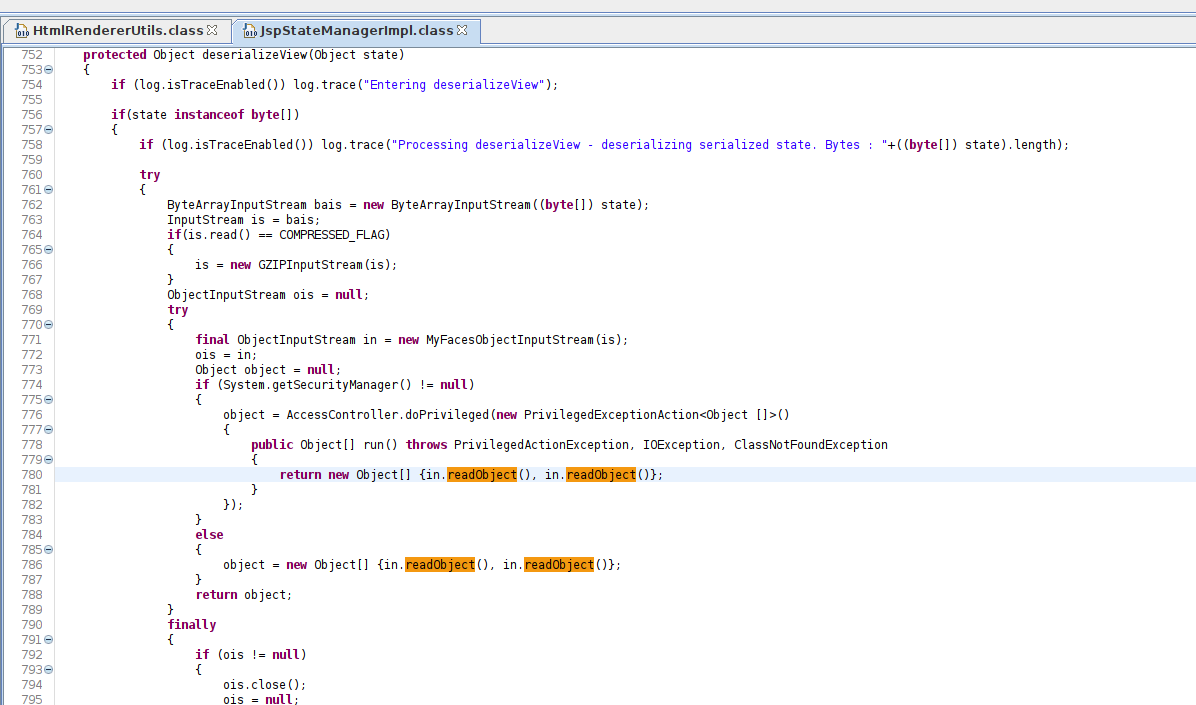 HtmlRendererUtils.class JspStateManagerImpl.class
752 protected Object deserializeView(Object state)
753 {
754 if (log.isTraceEnabled()) log.trace("Entering deserializeView");
755
756 if(state instanceof byte[])
757 {
758 if (log.isTraceEnabled()) log.trace("Processing deserializeView - deserializing serialized state. Bytes : "+((byte[]) state).length);
759
760 try
761 {
762 ByteArrayInputStream bais = new ByteArrayInputStream((byte[]) state);
763 InputStream is = bais;
764 if(is.read() == COMPRESSED_FLAG)
765 {
766 is = new GZIPInputStream(is);
767 }
768 ObjectInputStream ois = null;
769 try
770 {
771 final ObjectInputStream in = new MyFacesObjectInputStream(is);
772 ois = in;
773 Object object = null;
774 if (System.getSecurityManager() != null)
775 {
776 object = AccessController.doPrivileged(new PrivilegedExceptionAction<Object []>()
777 {
778 public Object[] run() throws PrivilegedActionException, IOException, ClassNotFoundException
779 {
780 return new Object[] {in.readObject(), in.readObject()};
781 }
782 });
783 }
784 else
785 {
786 object = new Object[] {in.readObject(), in.readObject()};
787 }
788 return object;
789 }
790 finally
791 {
792 if (ois != null)
793 {
794 ois.close();
795 ois = null;